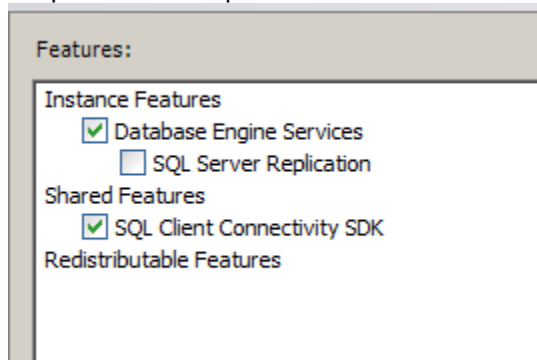 Features:
Instance Features
Database Engine Services
SQL Server Replication
Shared Features
SQL Client Connectivity SDK
Redistributable Features